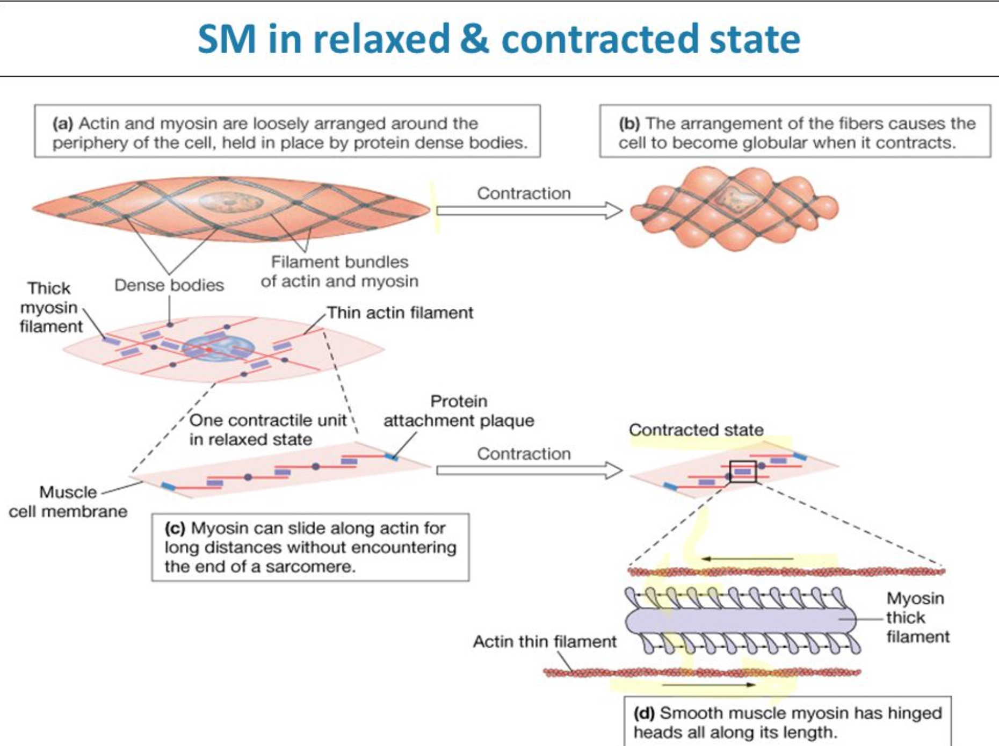 SM in relaxed & contracted state
(a) Actin and myosin are loosely arranged around the
periphery of the cell, held in place by protein dense bodies.
(b) The arrangement of the fibers causes the
cell to become globular when it contracts.
Contraction
Filament bundles
of actin and myosin
Dense bodies
Thick
myosin
filament
Thin actin filament
One contractile unit
in relaxed state
Protein
attachment plaque
Contraction
Contracted state
Muscle
cell membrane
(c) Myosin can slide along actin for
long distances without encountering
the end of a sarcomere.
Myosin
thick
filament
Actin thin filament
(d) Smooth muscle myosin has hinged
heads all along its length.